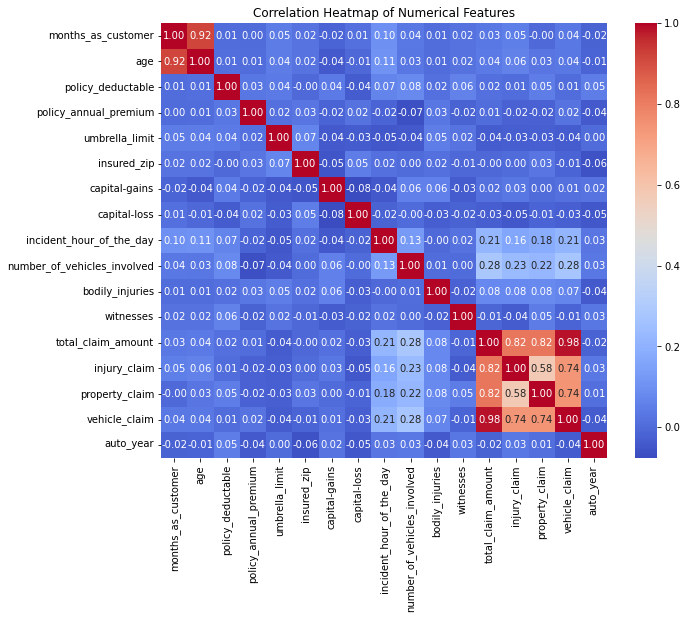 Correlation Heatmap of Numerical Features
months_as_customer 1.00 0.92 0.01 0.00 0.05 0.02 -0.02 0.01 0.10 0.04 0.01 0.02 0.03 0.05 -0.00 0.04 -0.02
age 0.92 1.00 0.01 0.01 0.04 0.02 -0.04 -0.01 0.11 0.03 0.01 0.02 0.04 0.06 0.03 0.04 -0.01
policy_deductable 0.01 0.01 1.00 0.03 0.04 -0.00 0.04 -0.04 0.07 0.08 0.02 0.06 0.02 0.01 0.05 0.01 0.05
policy_annual_premium 0.00 0.01 0.03 1.00 0.02 0.03 -0.02 0.02 -0.02 -0.07 0.03 -0.02 0.01 -0.02 -0.02 0.02 -0.04
umbrella_limit 0.05 0.04 0.04 0.02 1.00 0.07 -0.04 -0.03 -0.05 -0.04 0.05 0.02 -0.04 -0.03 -0.03 -0.04 0.00
insured_zip 0.02 0.02 -0.00 0.03 0.07 1.00 -0.05 0.05 0.02 0.00 0.02 -0.01 -0.00 0.00 0.03 -0.01 -0.06
capital-gains -0.02 -0.04 0.04 -0.02 -0.04 -0.05 1.00 -0.08 -0.04 0.06 0.06 -0.03 0.02 0.03 0.00 0.01 0.02
capital-loss 0.01 -0.01 -0.04 0.02 -0.03 0.05 -0.08 1.00 -0.02 -0.00 -0.03 -0.02 -0.03 -0.05 -0.01 -0.03 -0.05
incident_hour_of_the_day 0.10 0.11 0.07 -0.02 -0.05 0.02 -0.04 -0.02 1.00 0.13 -0.00 0.02 0.21 0.16 0.18 0.21 0.03
number_of_vehicles_involved 0.04 0.03 0.08 -0.07 -0.04 0.00 0.06 -0.00 0.13 1.00 0.01 0.00 0.28 0.23 0.22 0.28 0.03
bodily_injuries 0.01 0.01 0.02 0.03 0.05 0.02 0.06 -0.03 -0.00 0.01 1.00 -0.02 0.08 0.08 0.08 0.07 -0.04
witnesses 0.02 0.02 0.06 -0.02 0.02 -0.01 -0.03 -0.02 0.02 0.00 -0.02 1.00 -0.01 -0.04 0.05 -0.01 0.03
total_claim_amount 0.03 0.04 0.02 0.01 -0.04 -0.00 0.02 -0.03 0.21 0.28 0.08 -0.01 1.00 0.82 0.82 0.98 -0.02
injury_claim 0.05 0.06 0.01 -0.02 -0.03 0.00 0.03 -0.05 0.16 0.23 0.08 -0.04 0.82 1.00 0.58 0.74 0.03
property_claim -0.00 0.03 0.05 -0.02 -0.03 0.03 0.00 -0.01 0.18 0.22 0.08 0.05 0.82 0.58 1.00 0.74 0.01
vehicle_claim 0.04 0.04 0.01 0.02 -0.04 -0.01 0.01 -0.03 0.21 0.28 0.07 -0.01 0.98 0.74 0.74 1.00 -0.04
auto_year -0.02 -0.01 0.05 -0.04 0.00 -0.06 0.02 -0.05 0.03 0.03 -0.04 0.03 -0.02 0.03 0.01 -0.04 1.00
months_as_customer
age
policy_deductable
policy_annual_premium
umbrella_limit
insured_zip
capital-gains
capital-loss
incident_hour_of_the_day
number_of_vehicles_involved
bodily_injuries
witnesses
total_claim_amount
injury_claim
property_claim
vehicle_claim
auto_year
1.0
0.8
0.6
0.4
0.2
0.0